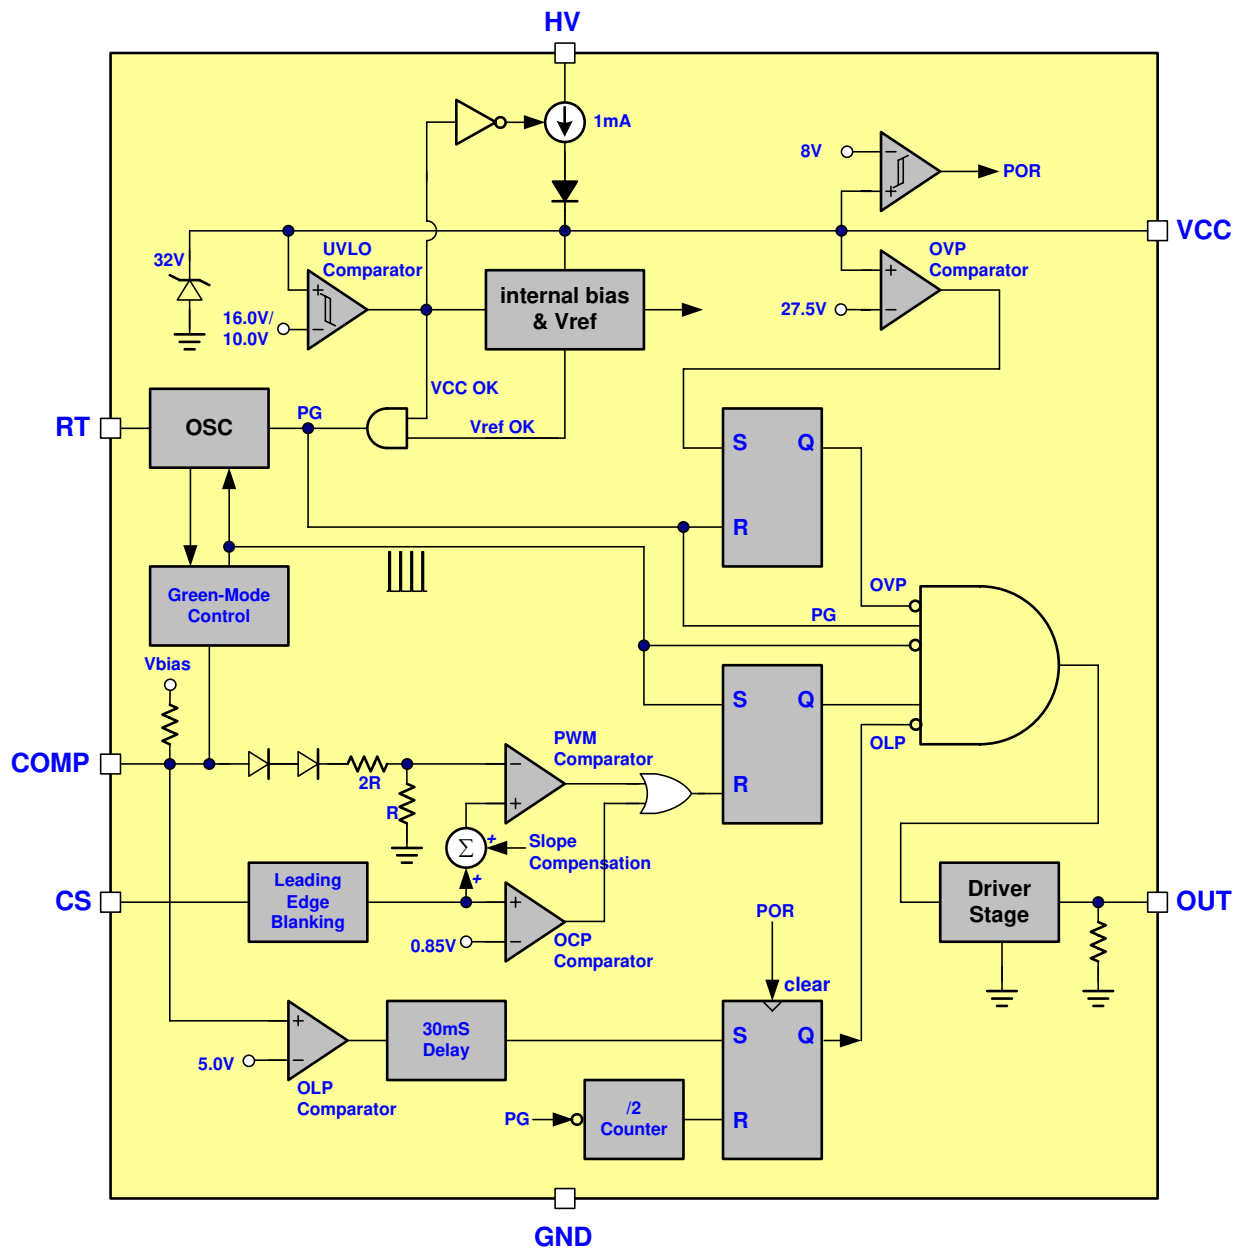 HV
1mA
8V
POR
VCC
UVLO
Comparator
OVP
Comparator
32V
internal bias
& Vref
16.0V/
10.0V
27.5V
VCC OK
PG
Vref OK
RT
OSC
S
Q
R
Green-Mode
Control
OVP
PG
Vbias
S
Q
PWM
Comparator
OLP
COMP
−
2R
R
+
R
+
Σ
Slope
Compensation
+
Leading
Edge
Blanking
CS
+
0.85V
−
OCP
Comparator
POR
Driver
Stage
OUT
clear
+
30mS
Delay
S
Q
5.0V
−
OLP
Comparator
PG
/2
Counter
R
GND